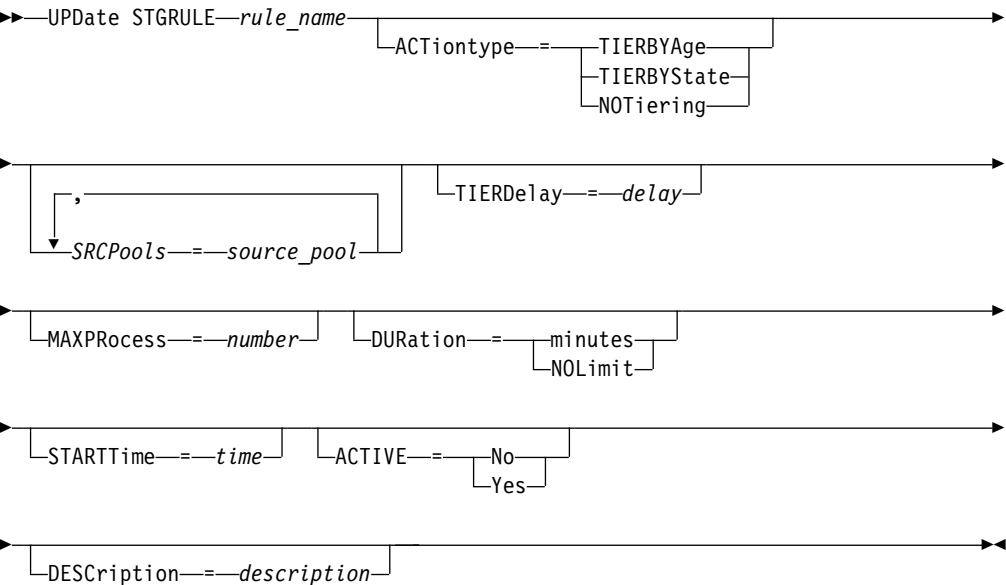 UPDate STGRULE rule_name
ACTiontype = TIERBYAge
TIERBYState
NOTiering
,
SRCPools = source_pool
TIERDelay = delay
MAXPRocess = number
DURation = minutes
NOLimit
STARTTime = time
ACTIVE = No
Yes
DESCription = description